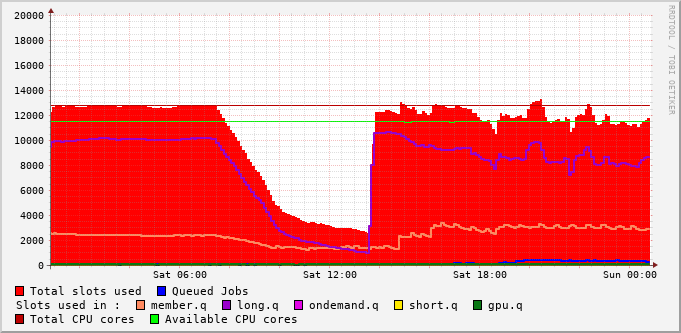 20000
18000
16000
14000
12000
10000
8000
6000
4000
2000
0
Sat 06:00 Sat 12:00 Sat 18:00 Sun 00:00
RRDTOOL / TOBI OETIKER
Total slots used Queued Jobs
Slots used in : member.q long.q ondemand.q short.q gpu.q
Total CPU cores Available CPU cores